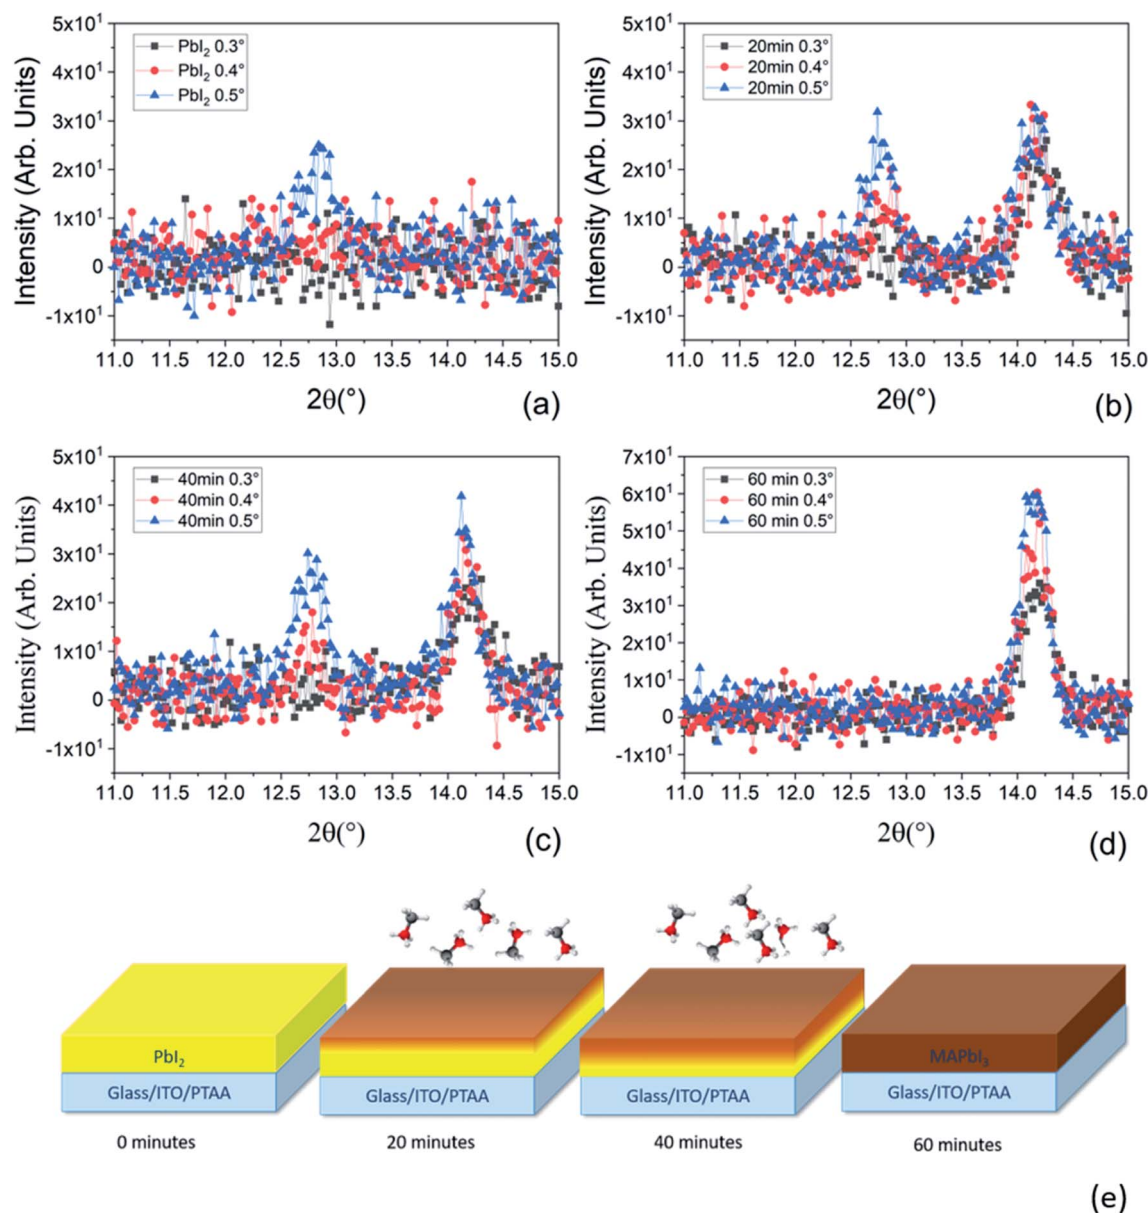 5x10¹
4x10¹
3x10¹
2x10¹
1x10¹
0
-1x10¹
Intensity (Arb. Units)
PbI₂ 0.3°
PbI₂ 0.4°
PbI₂ 0.5°
11.0 11.5 12.0 12.5 13.0 13.5 14.0 14.5 15.0
2θ(°)
(a)
5x10¹
4x10¹
3x10¹
2x10¹
1x10¹
0
-1x10¹
Intensity (Arb. Units)
20min 0.3°
20min 0.4°
20min 0.5°
11.0 11.5 12.0 12.5 13.0 13.5 14.0 14.5 15.0
2θ(°)
(b)
5x10¹
4x10¹
3x10¹
2x10¹
1x10¹
0
-1x10¹
Intensity (Arb. Units)
40min 0.3°
40min 0.4°
40min 0.5°
11.0 11.5 12.0 12.5 13.0 13.5 14.0 14.5 15.0
2θ(°)
(c)
7x10¹
6x10¹
5x10¹
4x10¹
3x10¹
2x10¹
1x10¹
0
-1x10¹
Intensity (Arb. Units)
60 min 0.3°
60 min 0.4°
60 min 0.5°
11.0 11.5 12.0 12.5 13.0 13.5 14.0 14.5 15.0
2θ(°)
(d)
PbI₂
MAPbI₃
Glass/ITO/PTAA
Glass/ITO/PTAA
Glass/ITO/PTAA
Glass/ITO/PTAA
0 minutes
20 minutes
40 minutes
60 minutes
(e)